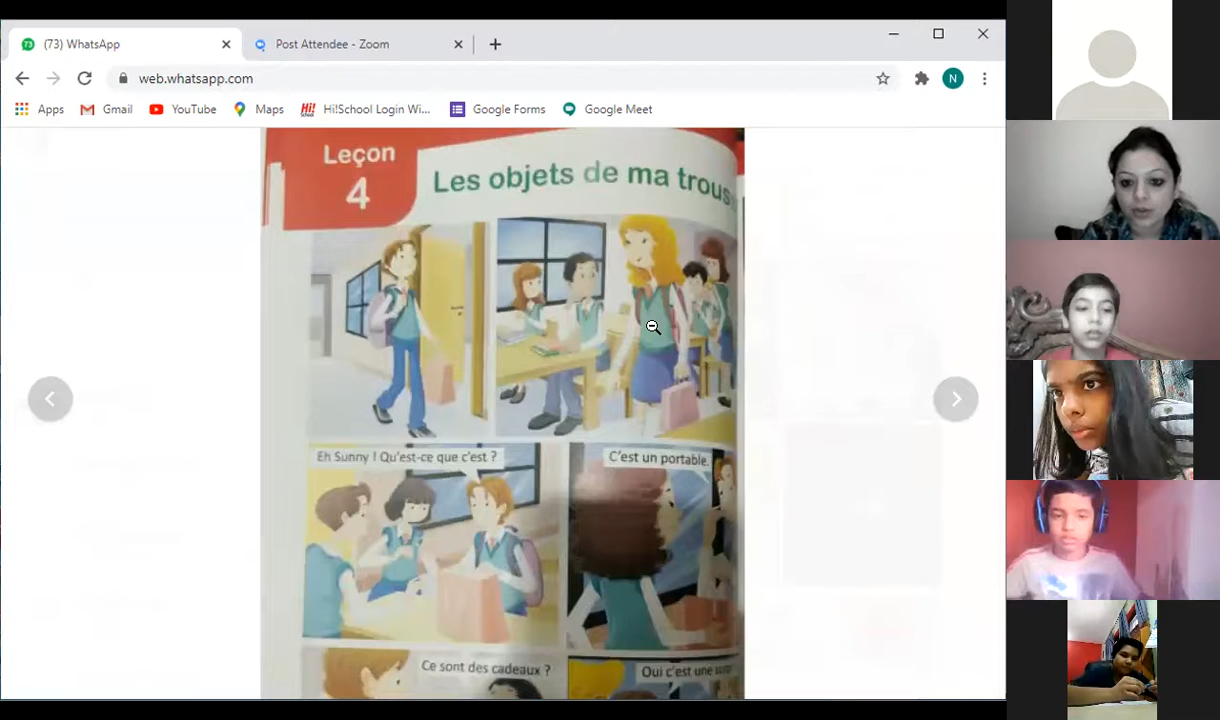 (73) WhatsApp
Post Attendee - Zoom
web.whatsapp.com
N
Apps
Gmail
YouTube
Maps
Hi!School Login Wi...
Google Forms
Google Meet
Leçon
4
Les objets de ma trous
Eh Sunny ! Qu'est-ce que c'est ?
C'est un portable.
Ce sont des cadeaux ?
Oui c'est une